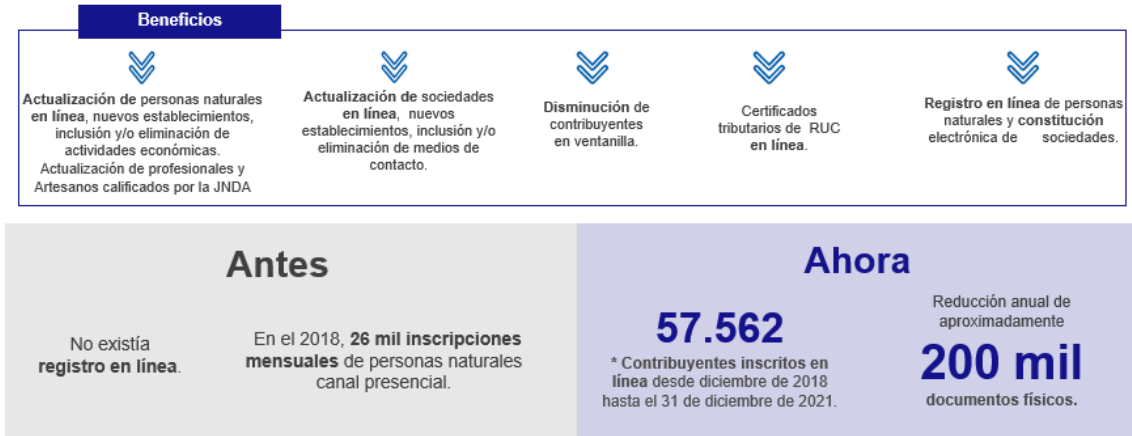 Beneficios
Actualización de personas naturales
en línea, nuevos establecimientos,
inclusión y/o eliminación de
actividades económicas.
Actualización de profesionales y
Artesanos calificados por la JNDA
Actualización de sociedades
en línea, nuevos
establecimientos, inclusión y/o
eliminación de medios de
contacto.
Disminución de
contribuyentes
en ventanilla.
Certificados
tributarios de RUC
en línea.
Registro en línea de personas
naturales y constitución
electrónica de sociedades.
Antes
No existía
registro en línea.
En el 2018, 26 mil inscripciones
mensuales de personas naturales
canal presencial.
Ahora
57.562
* Contribuyentes inscritos en
línea desde diciembre de 2018
hasta el 31 de diciembre de 2021.
Reducción anual de
aproximadamente
200 mil
documentos físicos.